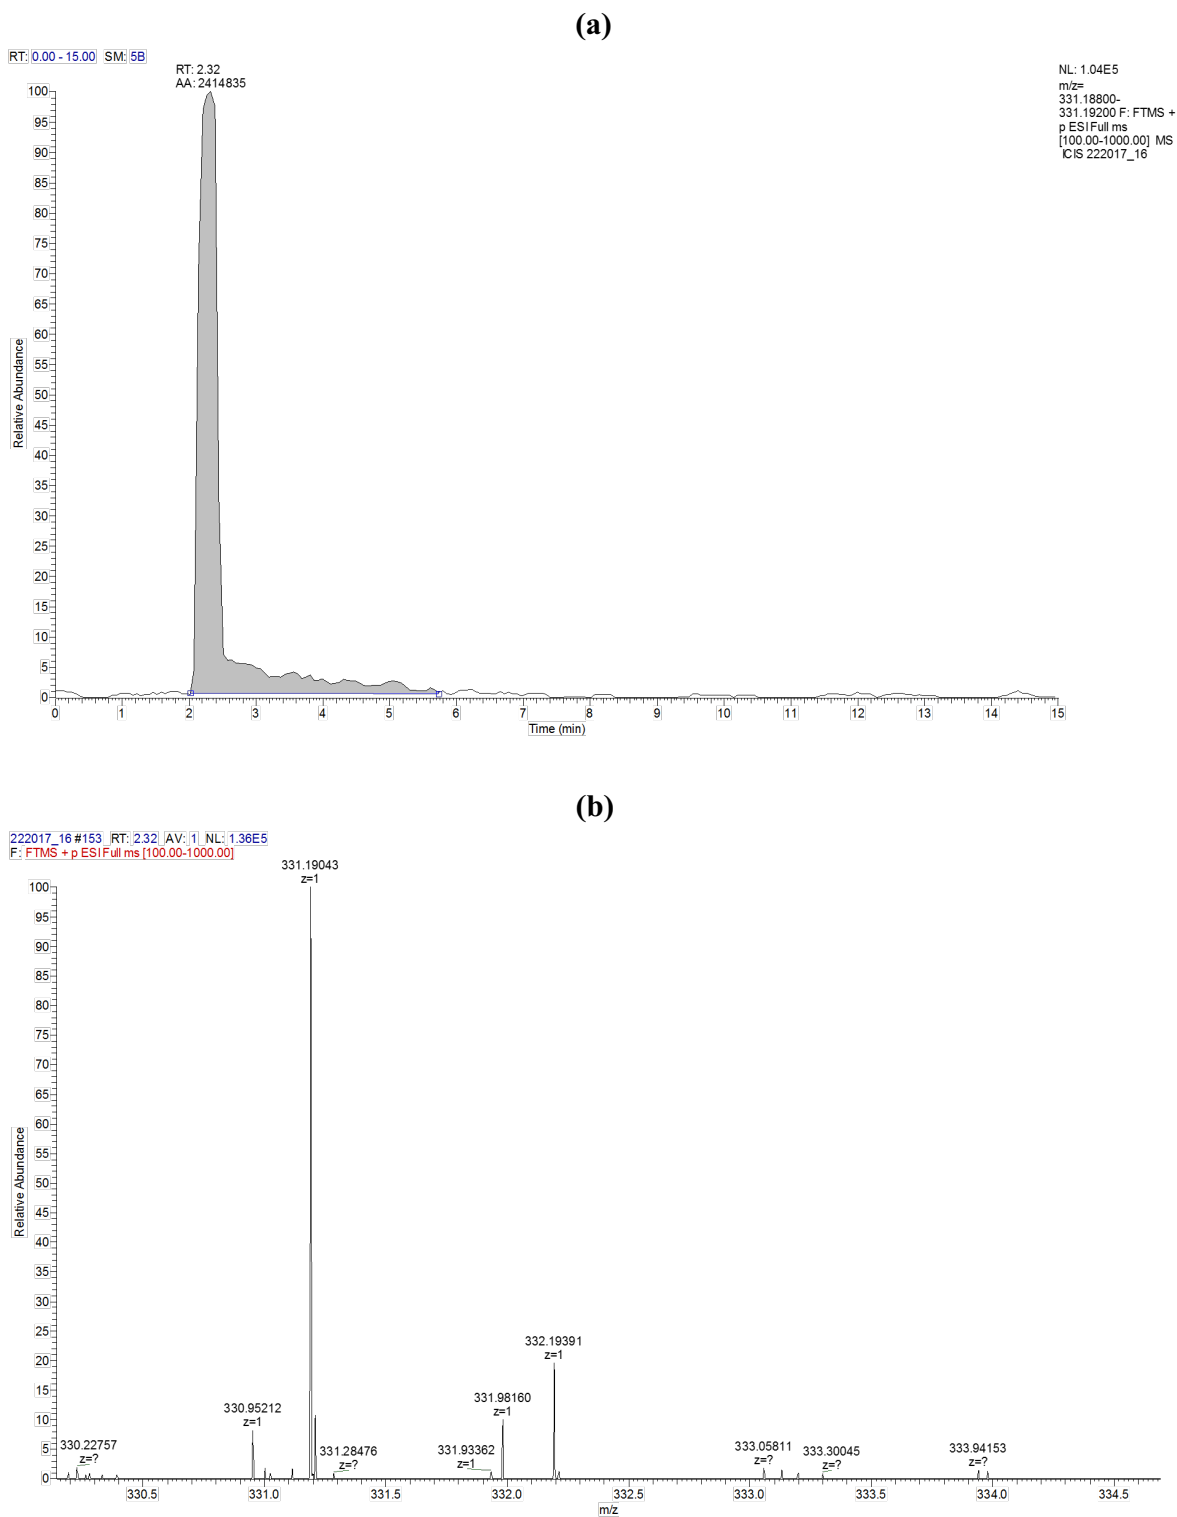 (a)
RT: 0.00 - 15.00 SM: 5B
RT: 2.32
AA: 2414835
NL: 1.04E5
m/z=
331.18800-
331.19200 F: FTMS +
p ESI Full ms
[100.00-1000.00] MS
ICIS 222017_16
100
95
90
85
80
75
70
65
60
55
50
45
40
35
30
25
20
15
10
5
0
Relative Abundance
0 1 2 3 4 5 6 7 8 9 10 11 12 13 14 15
Time (min)
(b)
222017_16 #153 RT: 2.32 AV: 1 NL: 1.36E5
F: FTMS + p ESI Full ms [100.00-1000.00]
331.19043
z=1
100
95
90
85
80
75
70
65
60
55
50
45
40
35
30
25
20
15
10
5
0
Relative Abundance
332.19391
z=1
331.98160
z=1
330.95212
z=1
330.22757
z=?
331.28476
z=?
331.93362
z=1
333.05811
z=?
333.30045
z=?
333.94153
z=?
330.5 331.0 331.5 332.0 332.5 333.0 333.5 334.0 334.5
m/z